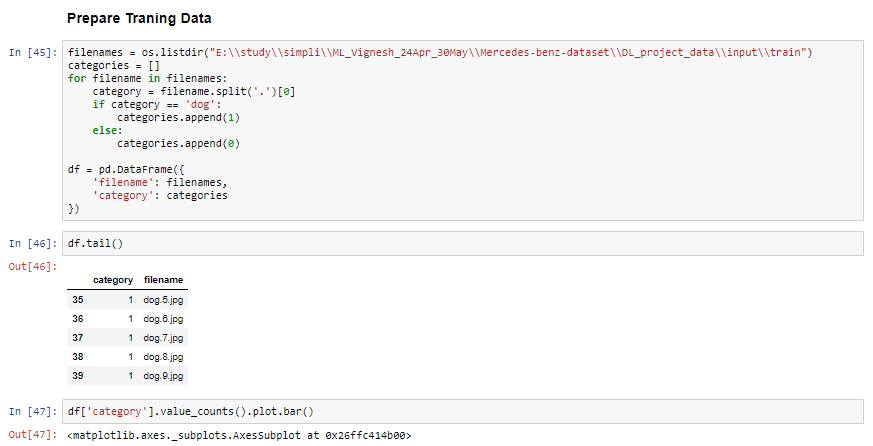 Prepare Traning Data
In [45]: filenames = os.listdir("E:\\study\\simpli\\ML_Vignesh_24Apr_30May\\Mercedes-benz-dataset\\DL_project_data\\input\\train")
categories = []
for filename in filenames:
    category = filename.split('.')[0]
    if category == 'dog':
        categories.append(1)
    else:
        categories.append(0)
df = pd.DataFrame({
    'filename': filenames,
    'category': categories
})
In [46]: df.tail()
Out[46]:
category filename
35 1 dog.5.jpg
36 1 dog.6.jpg
37 1 dog.7.jpg
38 1 dog.8.jpg
39 1 dog.9.jpg
In [47]: df['category'].value_counts().plot.bar()
Out[47]: <matplotlib.axes._subplots.AxesSubplot at 0x26ffc414b00>